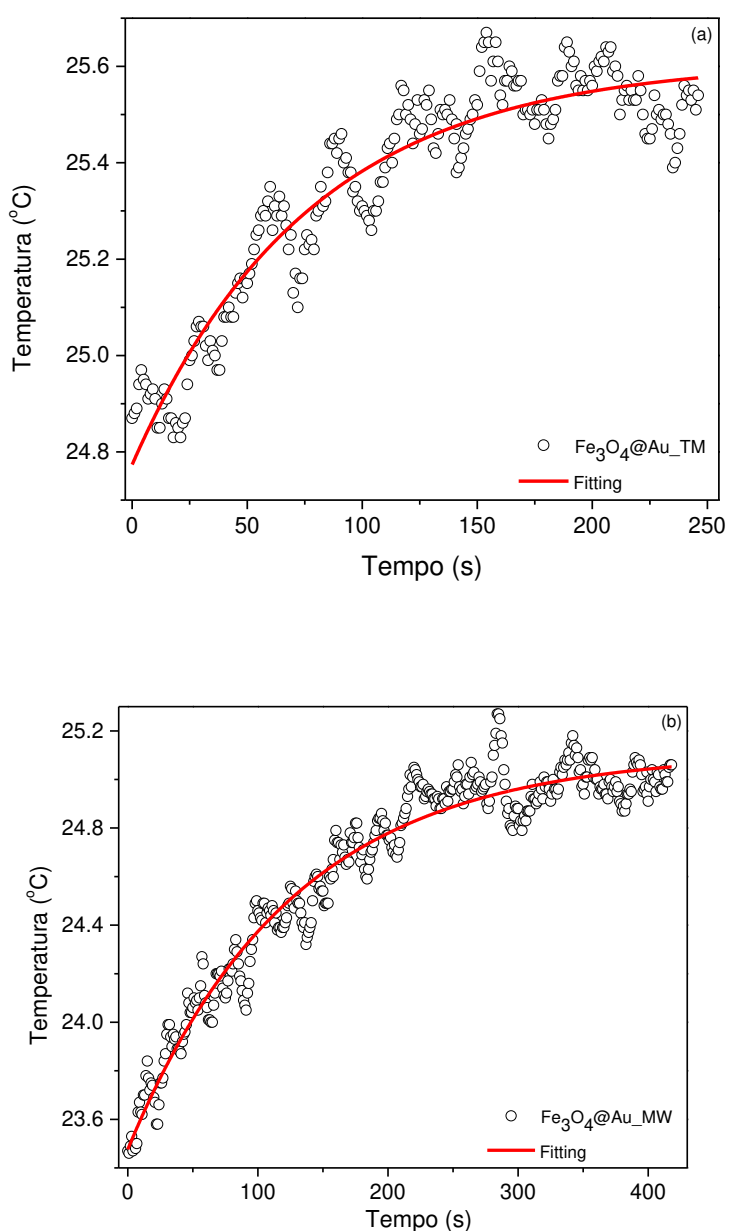 (a)
25.6
25.4
25.2
25.0
24.8
Temperatura (°C)
Fe₃O₄@Au_TM
Fitting
0 50 100 150 200 250
Tempo (s)
(b)
25.2
24.8
24.4
24.0
23.6
Temperatura (°C)
Fe₃O₄@Au_MW
Fitting
0 100 200 300 400
Tempo (s)